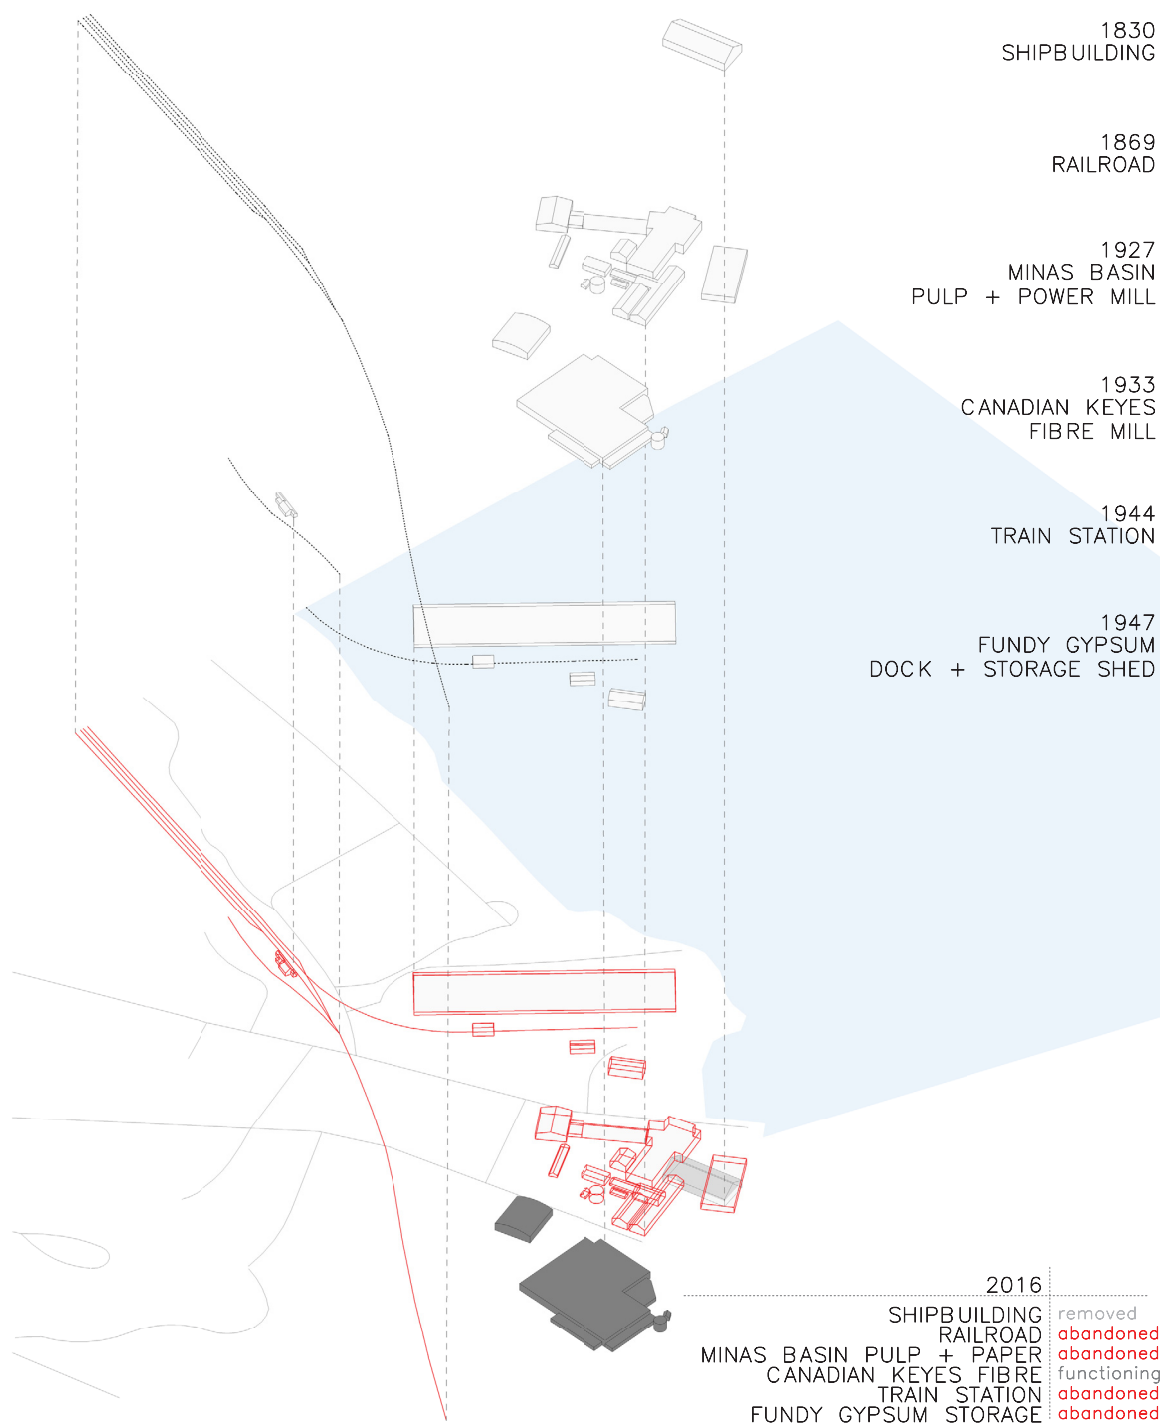 1830
SHIPBUILDING
1869
RAILROAD
1927
MINAS BASIN
PULP + POWER MILL
1933
CANADIAN KEYES
FIBRE MILL
1944
TRAIN STATION
1947
FUNDY GYPSUM
DOCK + STORAGE SHED
2016
SHIPBUILDING removed
RAILROAD abandoned
MINAS BASIN PULP + PAPER abandoned
CANADIAN KEYES FIBRE functioning
TRAIN STATION abandoned
FUNDY GYPSUM STORAGE abandoned